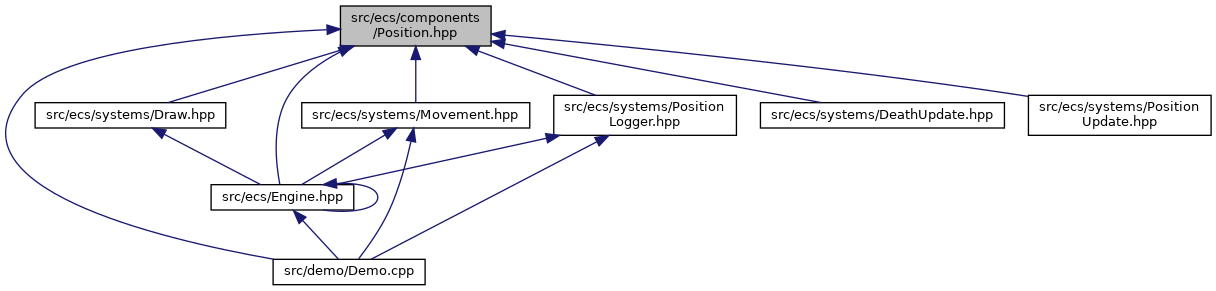 src/ecs/components
/Position.hpp
src/ecs/systems/Draw.hpp
src/ecs/systems/Movement.hpp
src/ecs/systems/Position
Logger.hpp
src/ecs/systems/DeathUpdate.hpp
src/ecs/systems/Position
Update.hpp
src/ecs/Engine.hpp
src/demo/Demo.cpp